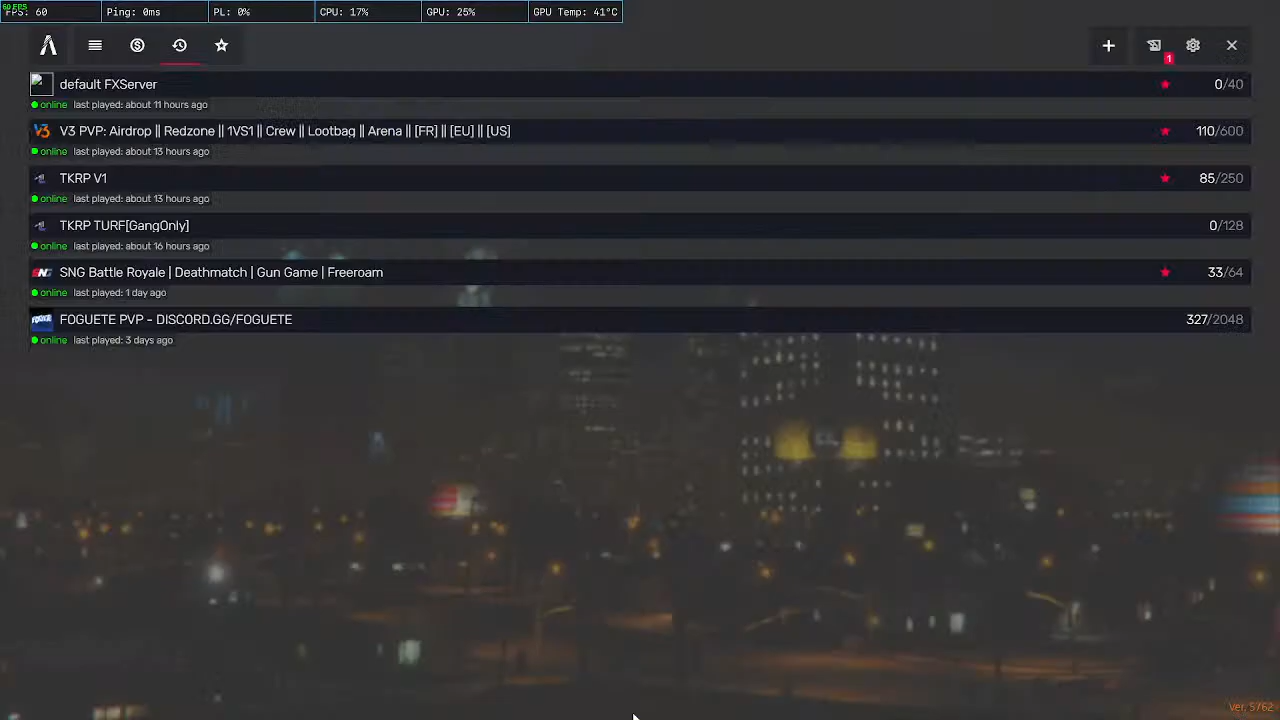 60 FPS
FPS: 60 Ping: 0ms PL: 0% CPU: 17% GPU: 25% GPU Temp: 41°C
1
default FXServer 0/40
online last played: about 11 hours ago
V3 V3 PVP: Airdrop || Redzone || 1VS1 || Crew || Lootbag || Arena || [FR] || [EU] || [US] 110/600
online last played: about 13 hours ago
TKRP V1 85/250
online last played: about 13 hours ago
TKRP TURF[GangOnly] 0/128
online last played: about 16 hours ago
SNG SNG Battle Royale | Deathmatch | Gun Game | Freeroam 33/64
online last played: 1 day ago
FOGUETE PVP - DISCORD.GG/FOGUETE 327/2048
online last played: 3 days ago
Ver. 5762